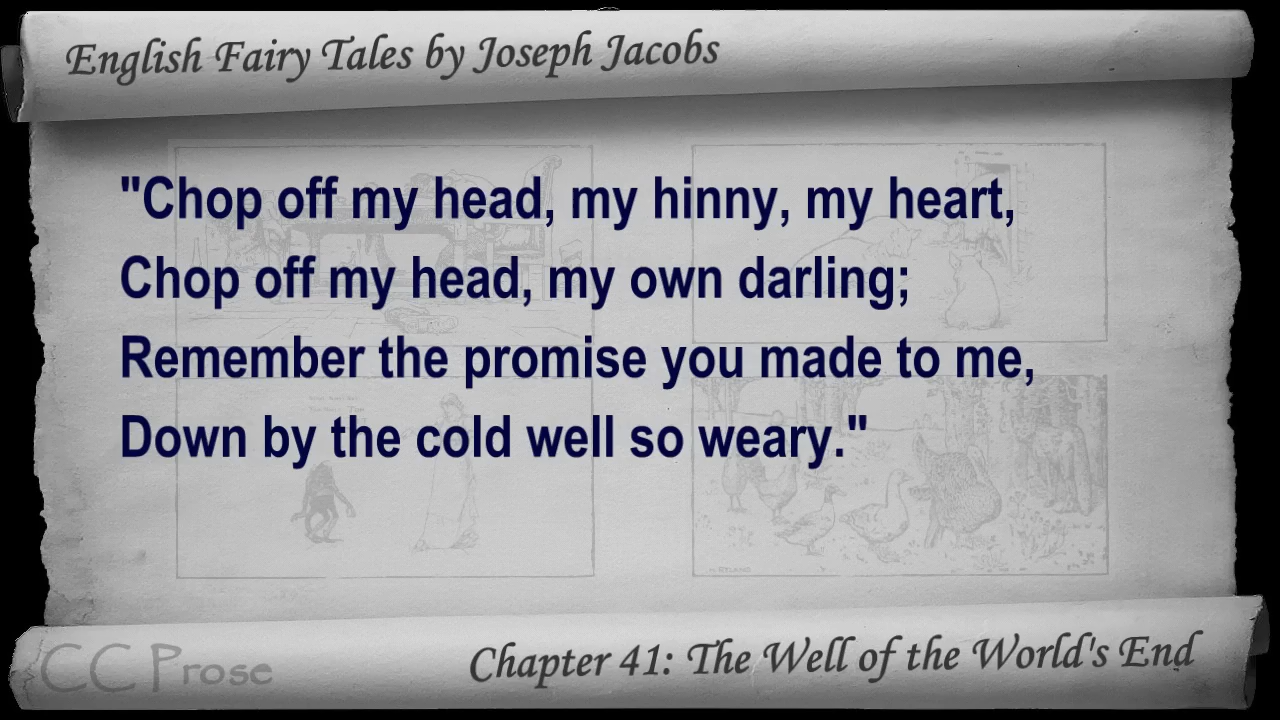 English Fairy Tales by Joseph Jacobs
"Chop off my head, my hinny, my heart,
Chop off my head, my own darling;
Remember the promise you made to me,
Down by the cold well so weary."
CC Prose
Chapter 41: The Well of the World's End